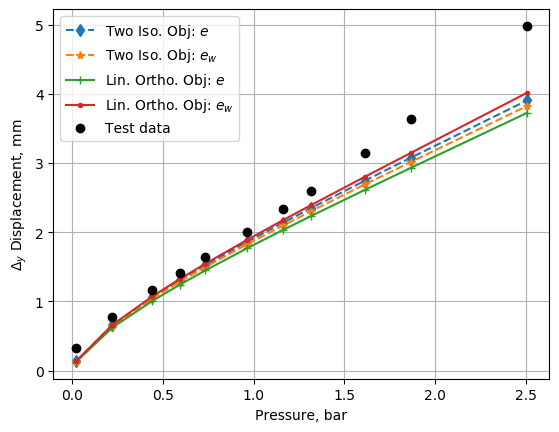 Two Iso. Obj: e
Two Iso. Obj: e_w
Lin. Ortho. Obj: e
Lin. Ortho. Obj: e_w
Test data
Δ_y Displacement, mm
5
4
3
2
1
0
0.0 0.5 1.0 1.5 2.0 2.5
Pressure, bar